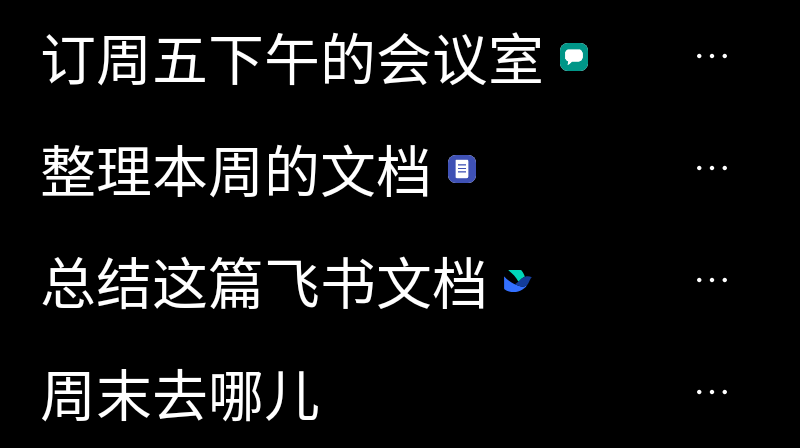 订周五下午的会议室
整理本周的文档
总结这篇飞书文档
周末去哪儿